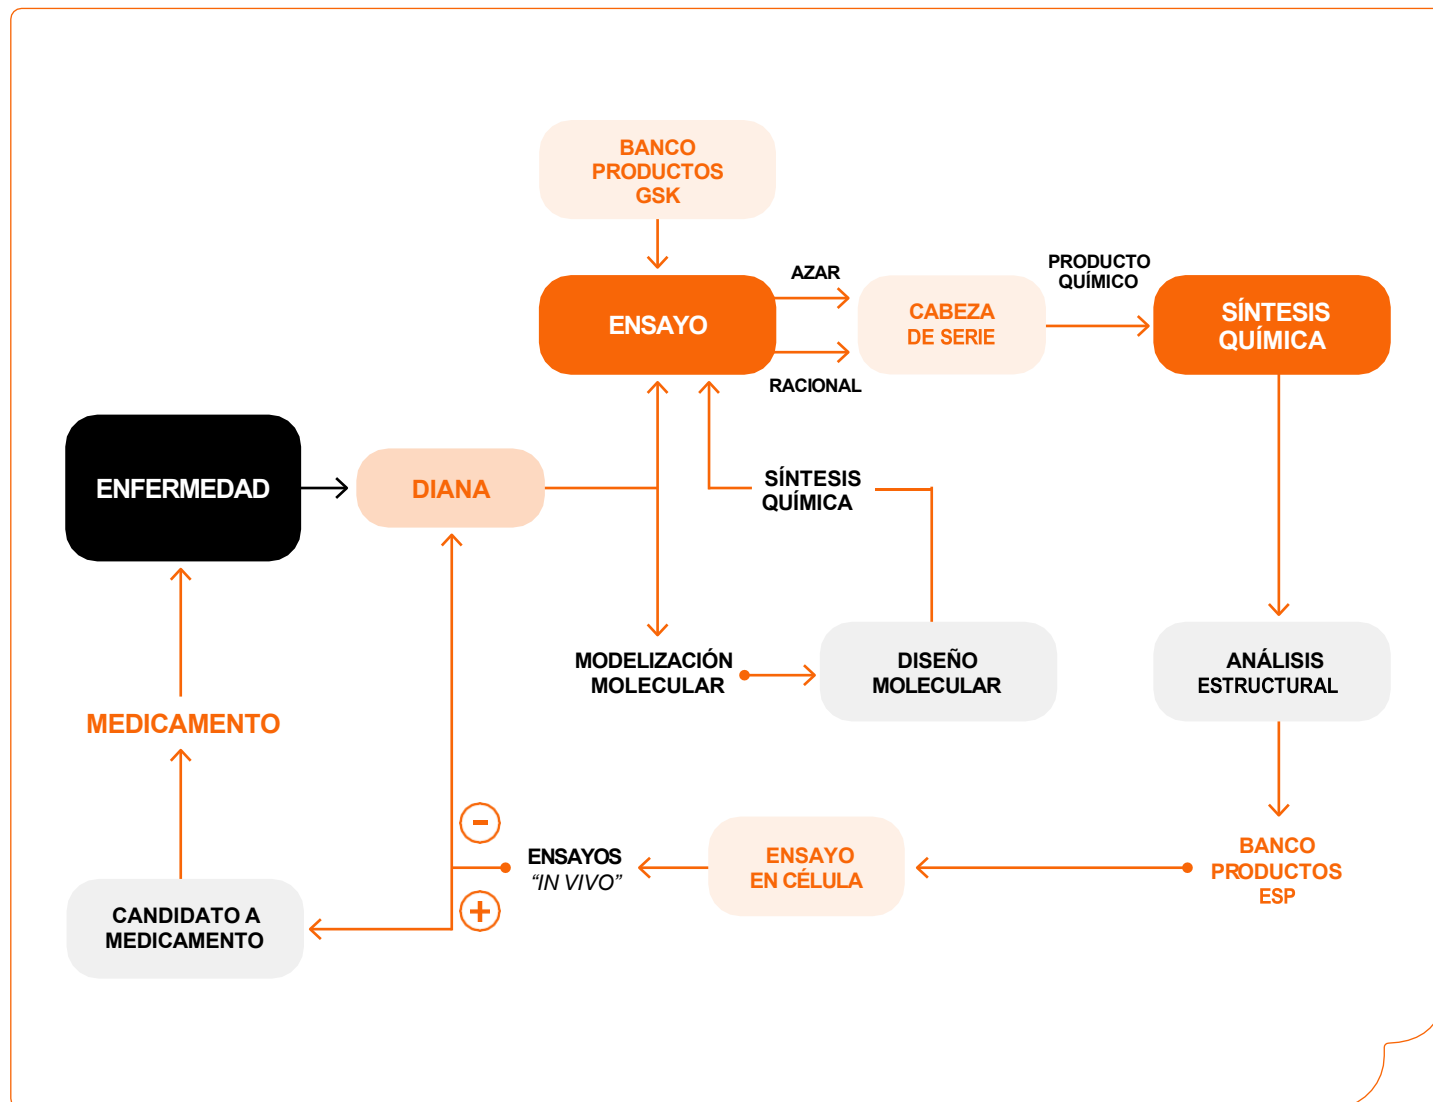 BANCO
PRODUCTOS
GSK
ENSAYO
AZAR
RACIONAL
CABEZA
DE SERIE
PRODUCTO
QUÍMICO
SÍNTESIS
QUÍMICA
ENFERMEDAD
DIANA
SÍNTESIS
QUÍMICA
MODELIZACIÓN
MOLECULAR
DISEÑO
MOLECULAR
ANÁLISIS
ESTRUCTURAL
MEDICAMENTO
-
+
ENSAYOS
“IN VIVO”
ENSAYO
EN CÉLULA
BANCO
PRODUCTOS
ESP
CANDIDATO A
MEDICAMENTO